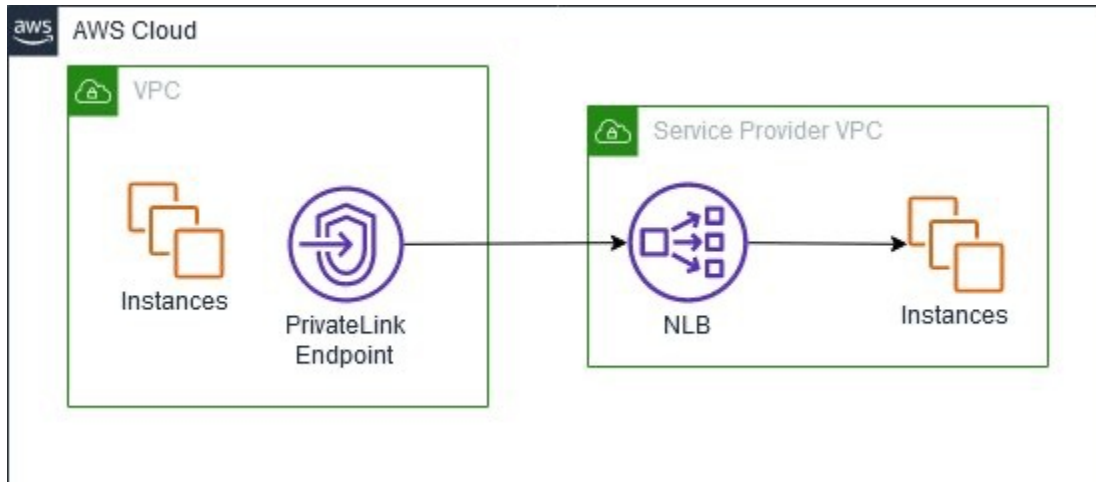 aws
AWS Cloud
VPC
Service Provider VPC
Instances
PrivateLink
Endpoint
NLB
Instances